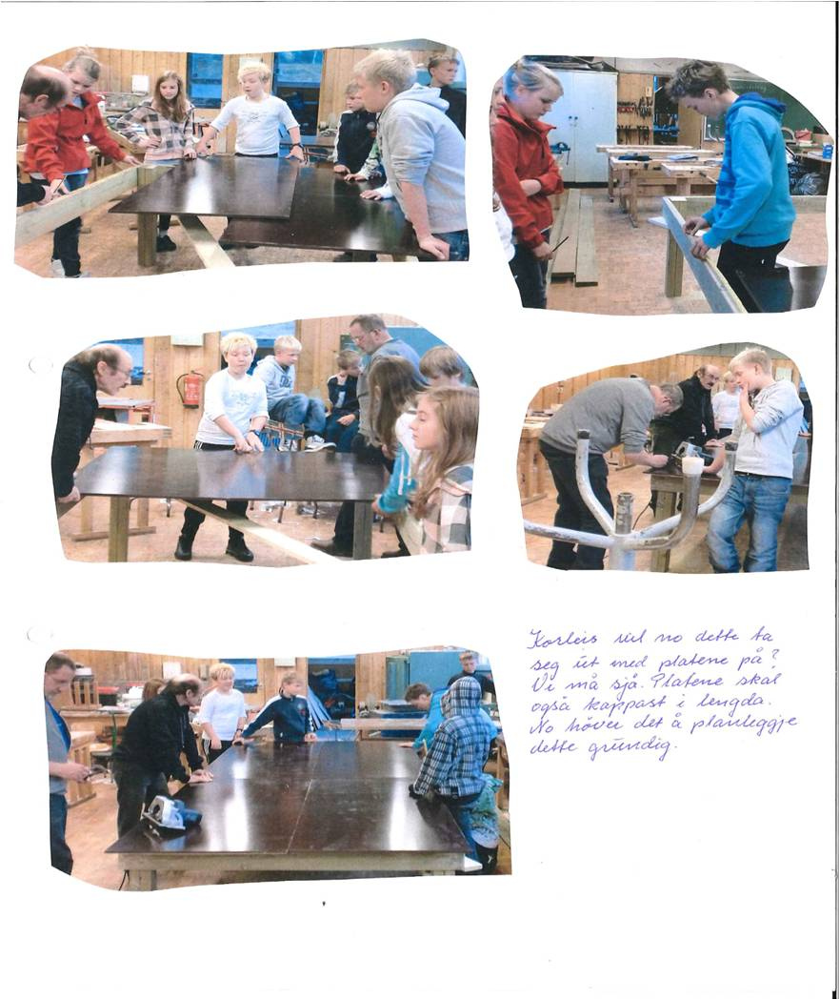 Korleis vil no dette ta
seg ut med platene på?
Vi må sjå. Platene skal
også kappast i lengda.
No høver det å planleggje
dette grundig.